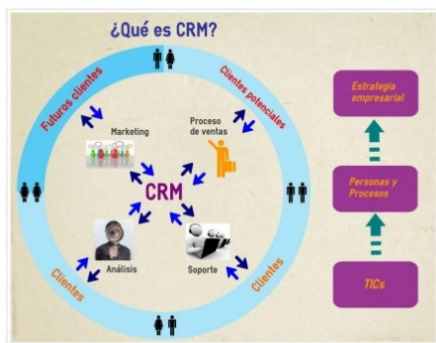 ¿Qué es CRM?
Futuros clientes
Clientes potenciales
Marketing
Proceso
de ventas
CRM
Análisis
Soporte
Clientes
Clientes
Estrategia
empresarial
Personas y
Procesos
TICs